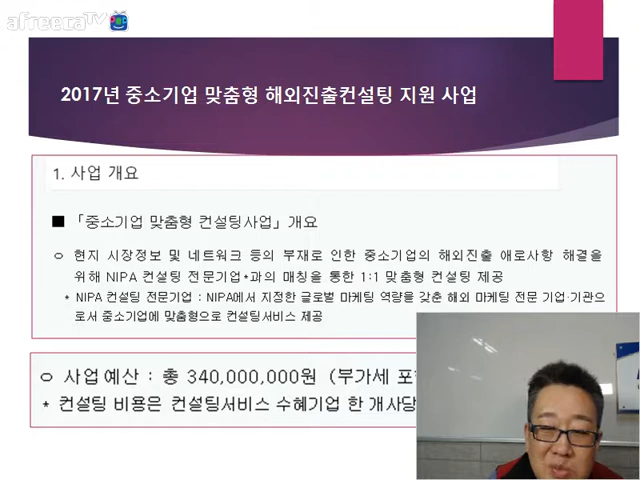 afreecaTV
2017년 중소기업 맞춤형 해외진출컨설팅 지원 사업
1. 사업 개요
■ 「중소기업 맞춤형 컨설팅사업」개요
ㅇ 현지 시장정보 및 네트워크 등의 부재로 인한 중소기업의 해외진출 애로사항 해결을
위해 NIPA 컨설팅 전문기업*과의 매칭을 통한 1:1 맞춤형 컨설팅 제공
* NIPA 컨설팅 전문기업 : NIPA에서 지정한 글로벌 마케팅 역량을 갖춘 해외 마케팅 전문 기업·기관으
로서 중소기업에 맞춤형으로 컨설팅서비스 제공
ㅇ 사업예산 : 총 340,000,000원 (부가세
* 컨설팅 비용은 컨설팅서비스 수혜기업 한 개사당